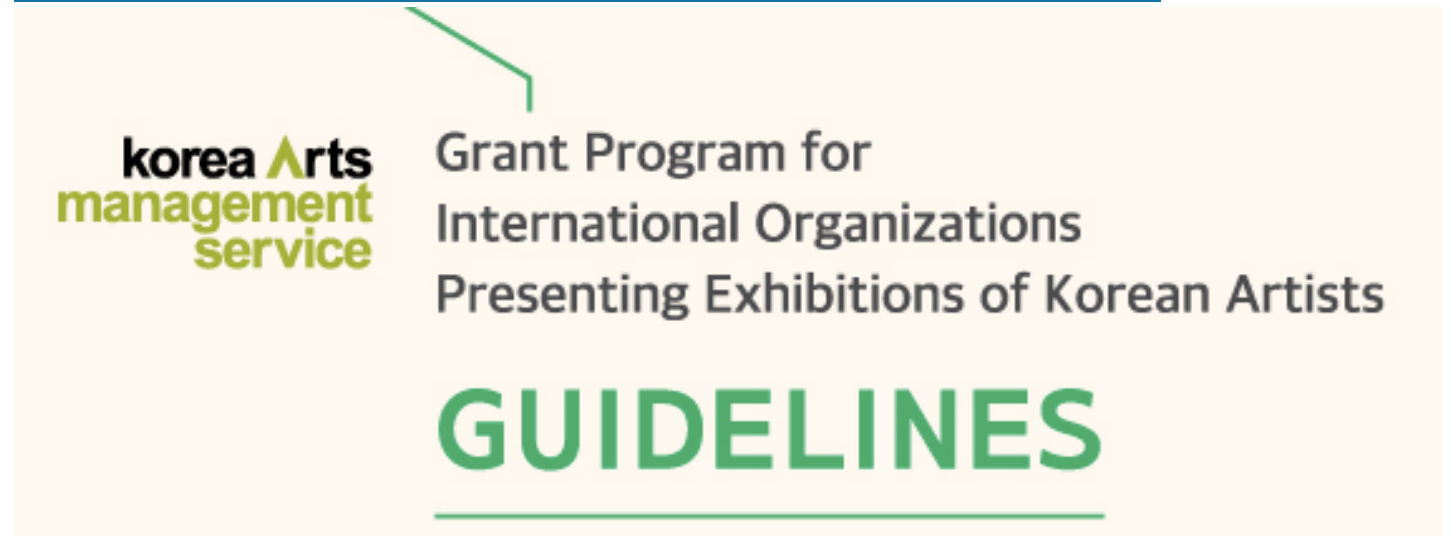 korea Arts
management
service
Grant Program for
International Organizations
Presenting Exhibitions of Korean Artists
GUIDELINES